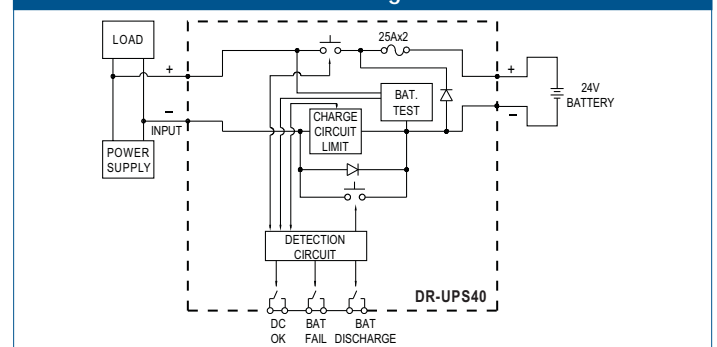 LOAD
25Ax2
+
+
BAT.
TEST
24V
BATTERY
–
–
INPUT
CHARGE
CIRCUIT
LIMIT
POWER
SUPPLY
DETECTION
CIRCUIT
DR-UPS40
DC
OK
BAT
FAIL
BAT
DISCHARGE